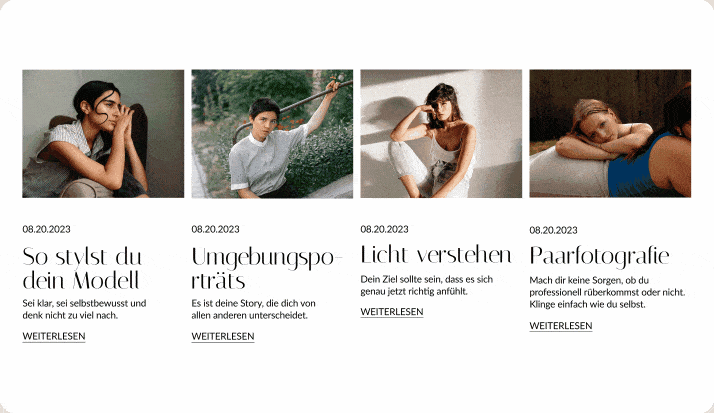 08.20.2023
So stylst du
dein Modell
Sei klar, sei selbstbewusst und
denk nicht zu viel nach.
WEITERLESEN
08.20.2023
Umgebungspo-
rträts
Es ist deine Story, die dich von
allen anderen unterscheidet.
WEITERLESEN
08.20.2023
Licht verstehen
Dein Ziel sollte sein, dass es sich
genau jetzt richtig anfühlt.
WEITERLESEN
08.20.2023
Paarfotografie
Mach dir keine Sorgen, ob du
professionell rüberkommst oder nicht.
Klinge einfach wie du selbst.
WEITERLESEN